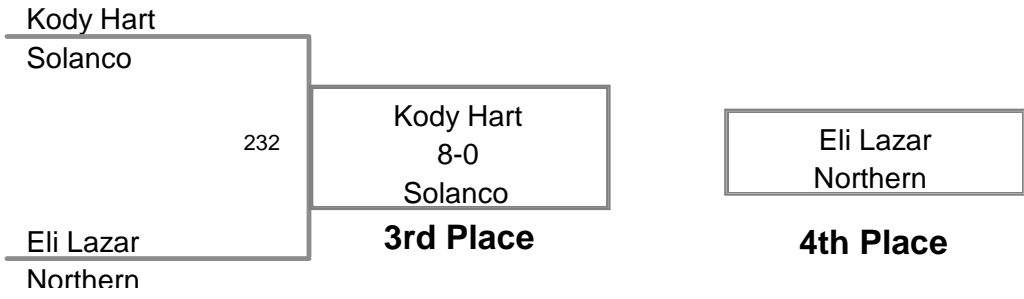 Kody Hart
Solanco
232
Eli Lazar
Northern
Kody Hart
8-0
Solanco
3rd Place
Eli Lazar
Northern
4th Place